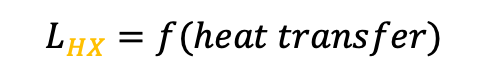 L_HX = f(heat transfer)